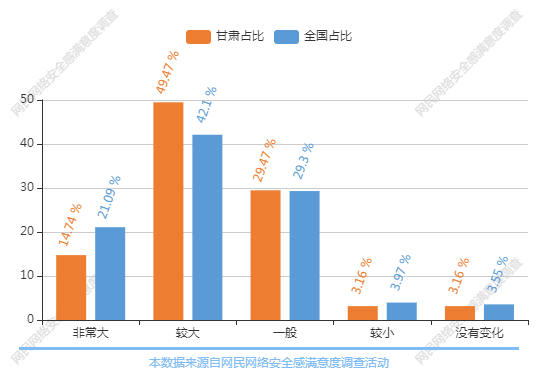 甘肃占比 全国占比
网民网络安全感满意度调查 网民网络安全感满意度调查
50
40
30
20
10
0
14.74 % 21.09 % 49.47 % 42.1 % 29.47 % 29.3 % 3.16 % 3.97 % 3.16 % 3.55 %
非常大 较大 一般 较小 没有变化
网民网络安全感满意度调查 网民网络安全感满意度调查
本数据来源自网民网络安全感满意度调查活动